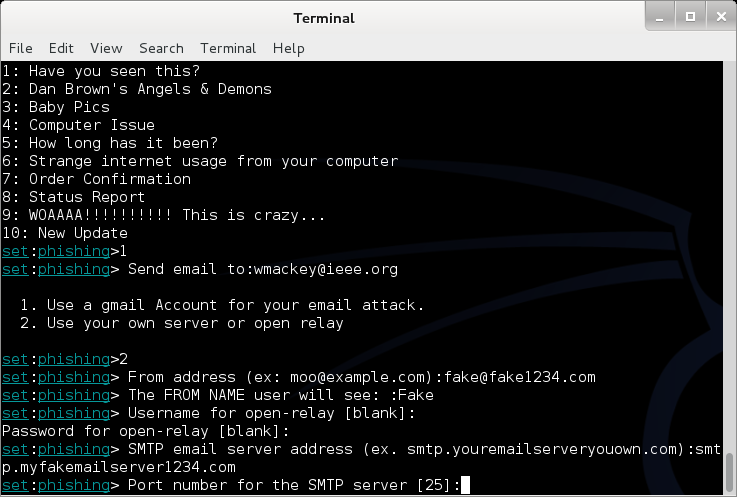 Terminal
File Edit View Search Terminal Help
1: Have you seen this?
2: Dan Brown's Angels & Demons
3: Baby Pics
4: Computer Issue
5: How long has it been?
6: Strange internet usage from your computer
7: Order Confirmation
8: Status Report
9: WOAAAA!!!!!!!!!! This is crazy...
10: New Update
set:phishing>1
set:phishing> Send email to:wmackey@ieee.org
1. Use a gmail Account for your email attack.
2. Use your own server or open relay
set:phishing>2
set:phishing> From address (ex: moo@example.com):fake@fake1234.com
set:phishing> The FROM NAME user will see: :Fake
set:phishing> Username for open-relay [blank]:
Password for open-relay [blank]:
set:phishing> SMTP email server address (ex. smtp.youremailserveryouown.com):smt
p.myfakemailserver1234.com
set:phishing> Port number for the SMTP server [25]: